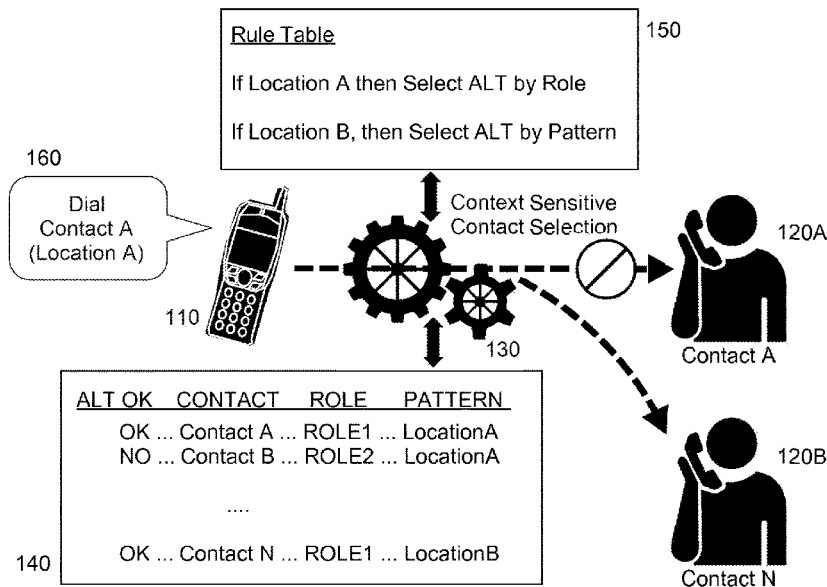 Rule Table
150
If Location A then Select ALT by Role
If Location B, then Select ALT by Pattern
160
Dial
Contact A
(Location A)
Context Sensitive
Contact Selection
120A
110
130
Contact A
ALT OK CONTACT ROLE PATTERN
OK ... Contact A ... ROLE1 ... LocationA
NO ... Contact B ... ROLE2 ... LocationA
....
OK ... Contact N ... ROLE1 ... LocationB
140
120B
Contact N